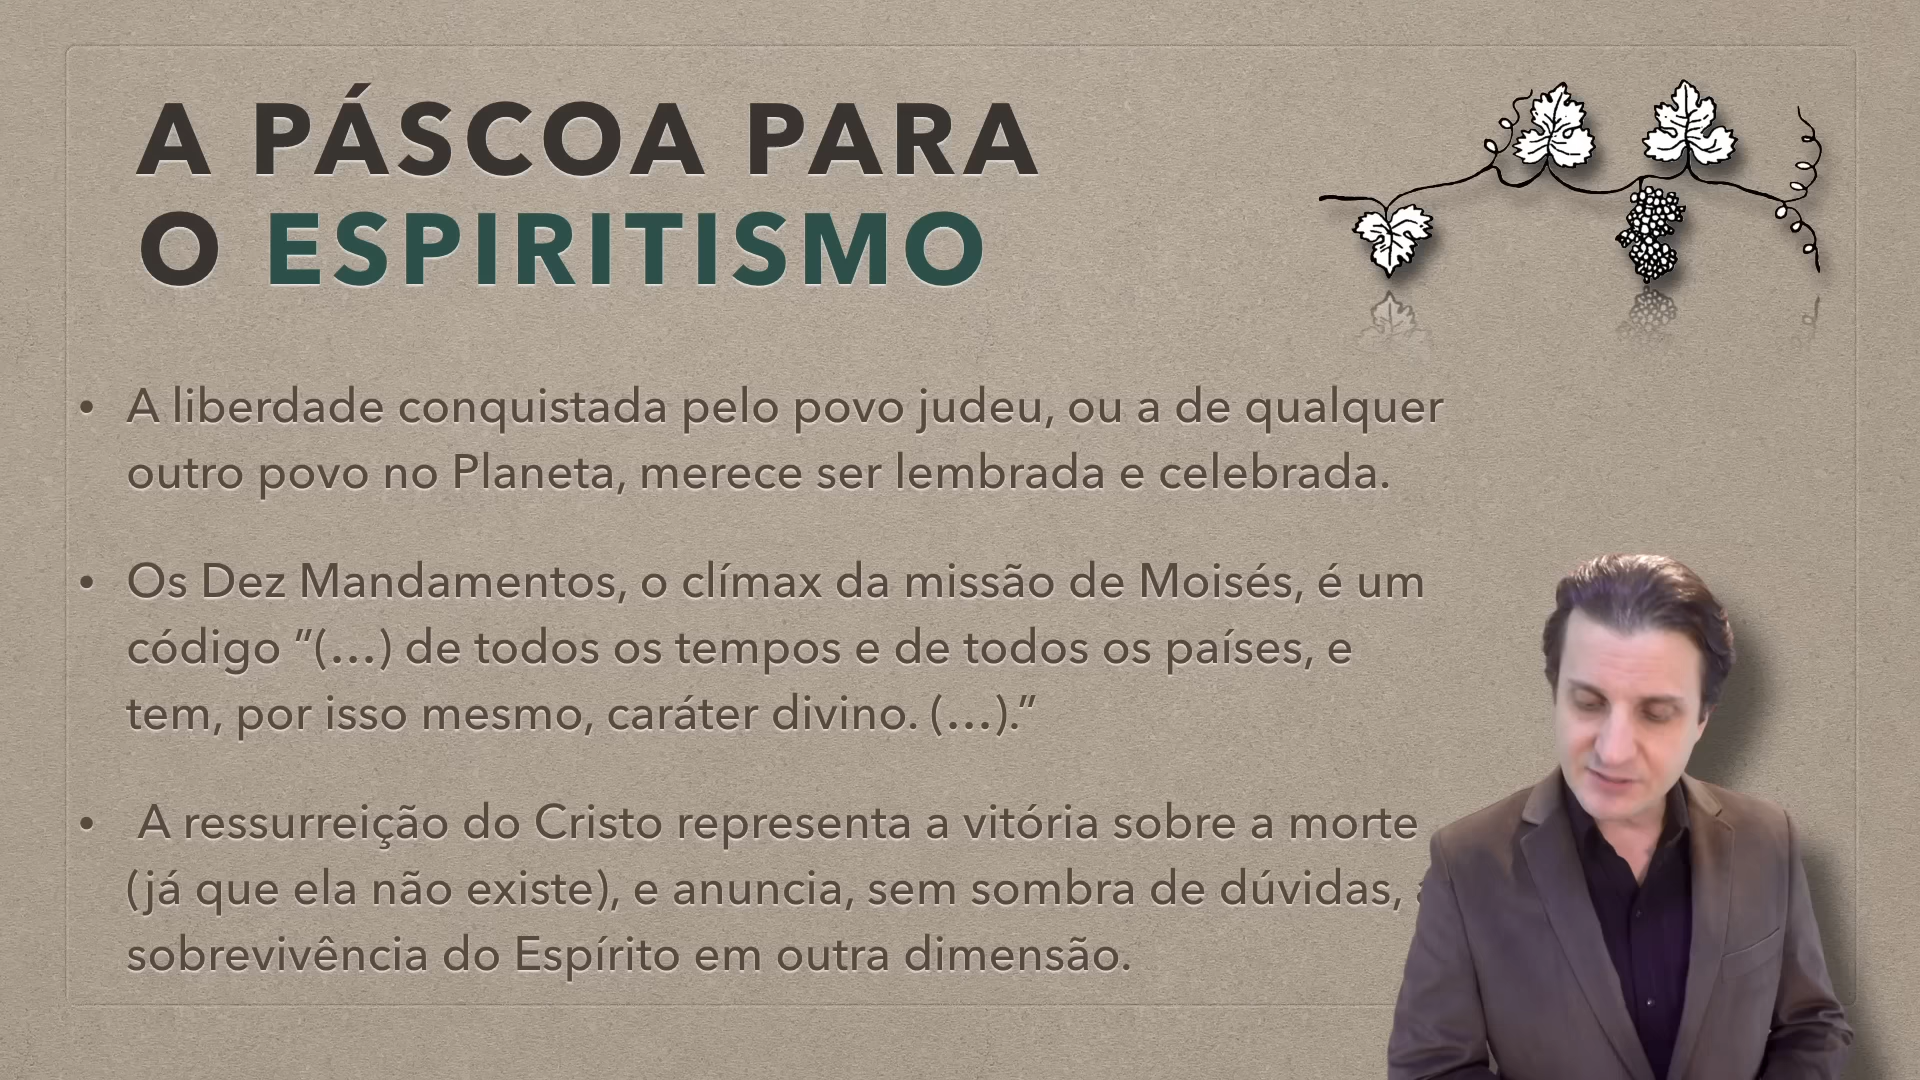 A PÁSCOA PARA
O ESPIRITISMO
• A liberdade conquistada pelo povo judeu, ou a de qualquer
outro povo no Planeta, merece ser lembrada e celebrada.
• Os Dez Mandamentos, o clímax da missão de Moisés, é um
código "(...) de todos os tempos e de todos os países, e
tem, por isso mesmo, caráter divino. (...)."
• A ressurreição do Cristo representa a vitória sobre a morte
(já que ela não existe), e anuncia, sem sombra de dúvidas,
sobrevivência do Espírito em outra dimensão.